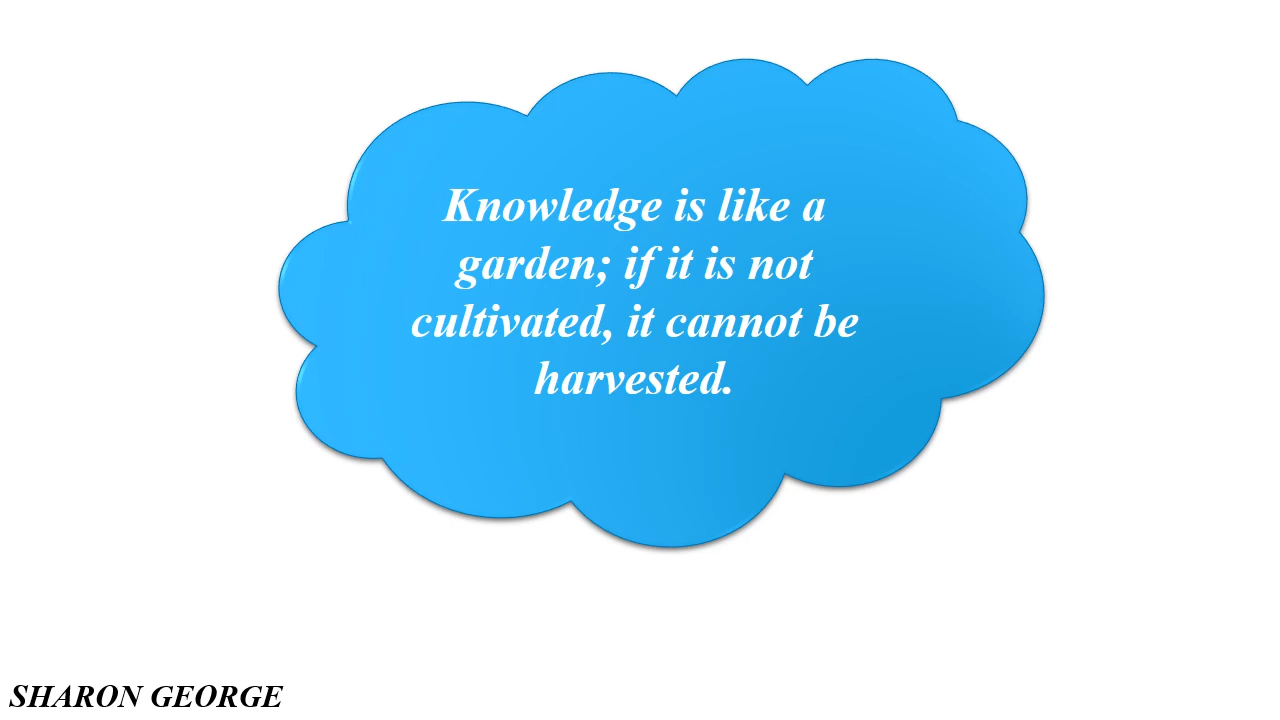 Knowledge is like a
garden; if it is not
cultivated, it cannot be
harvested.
SHARON GEORGE